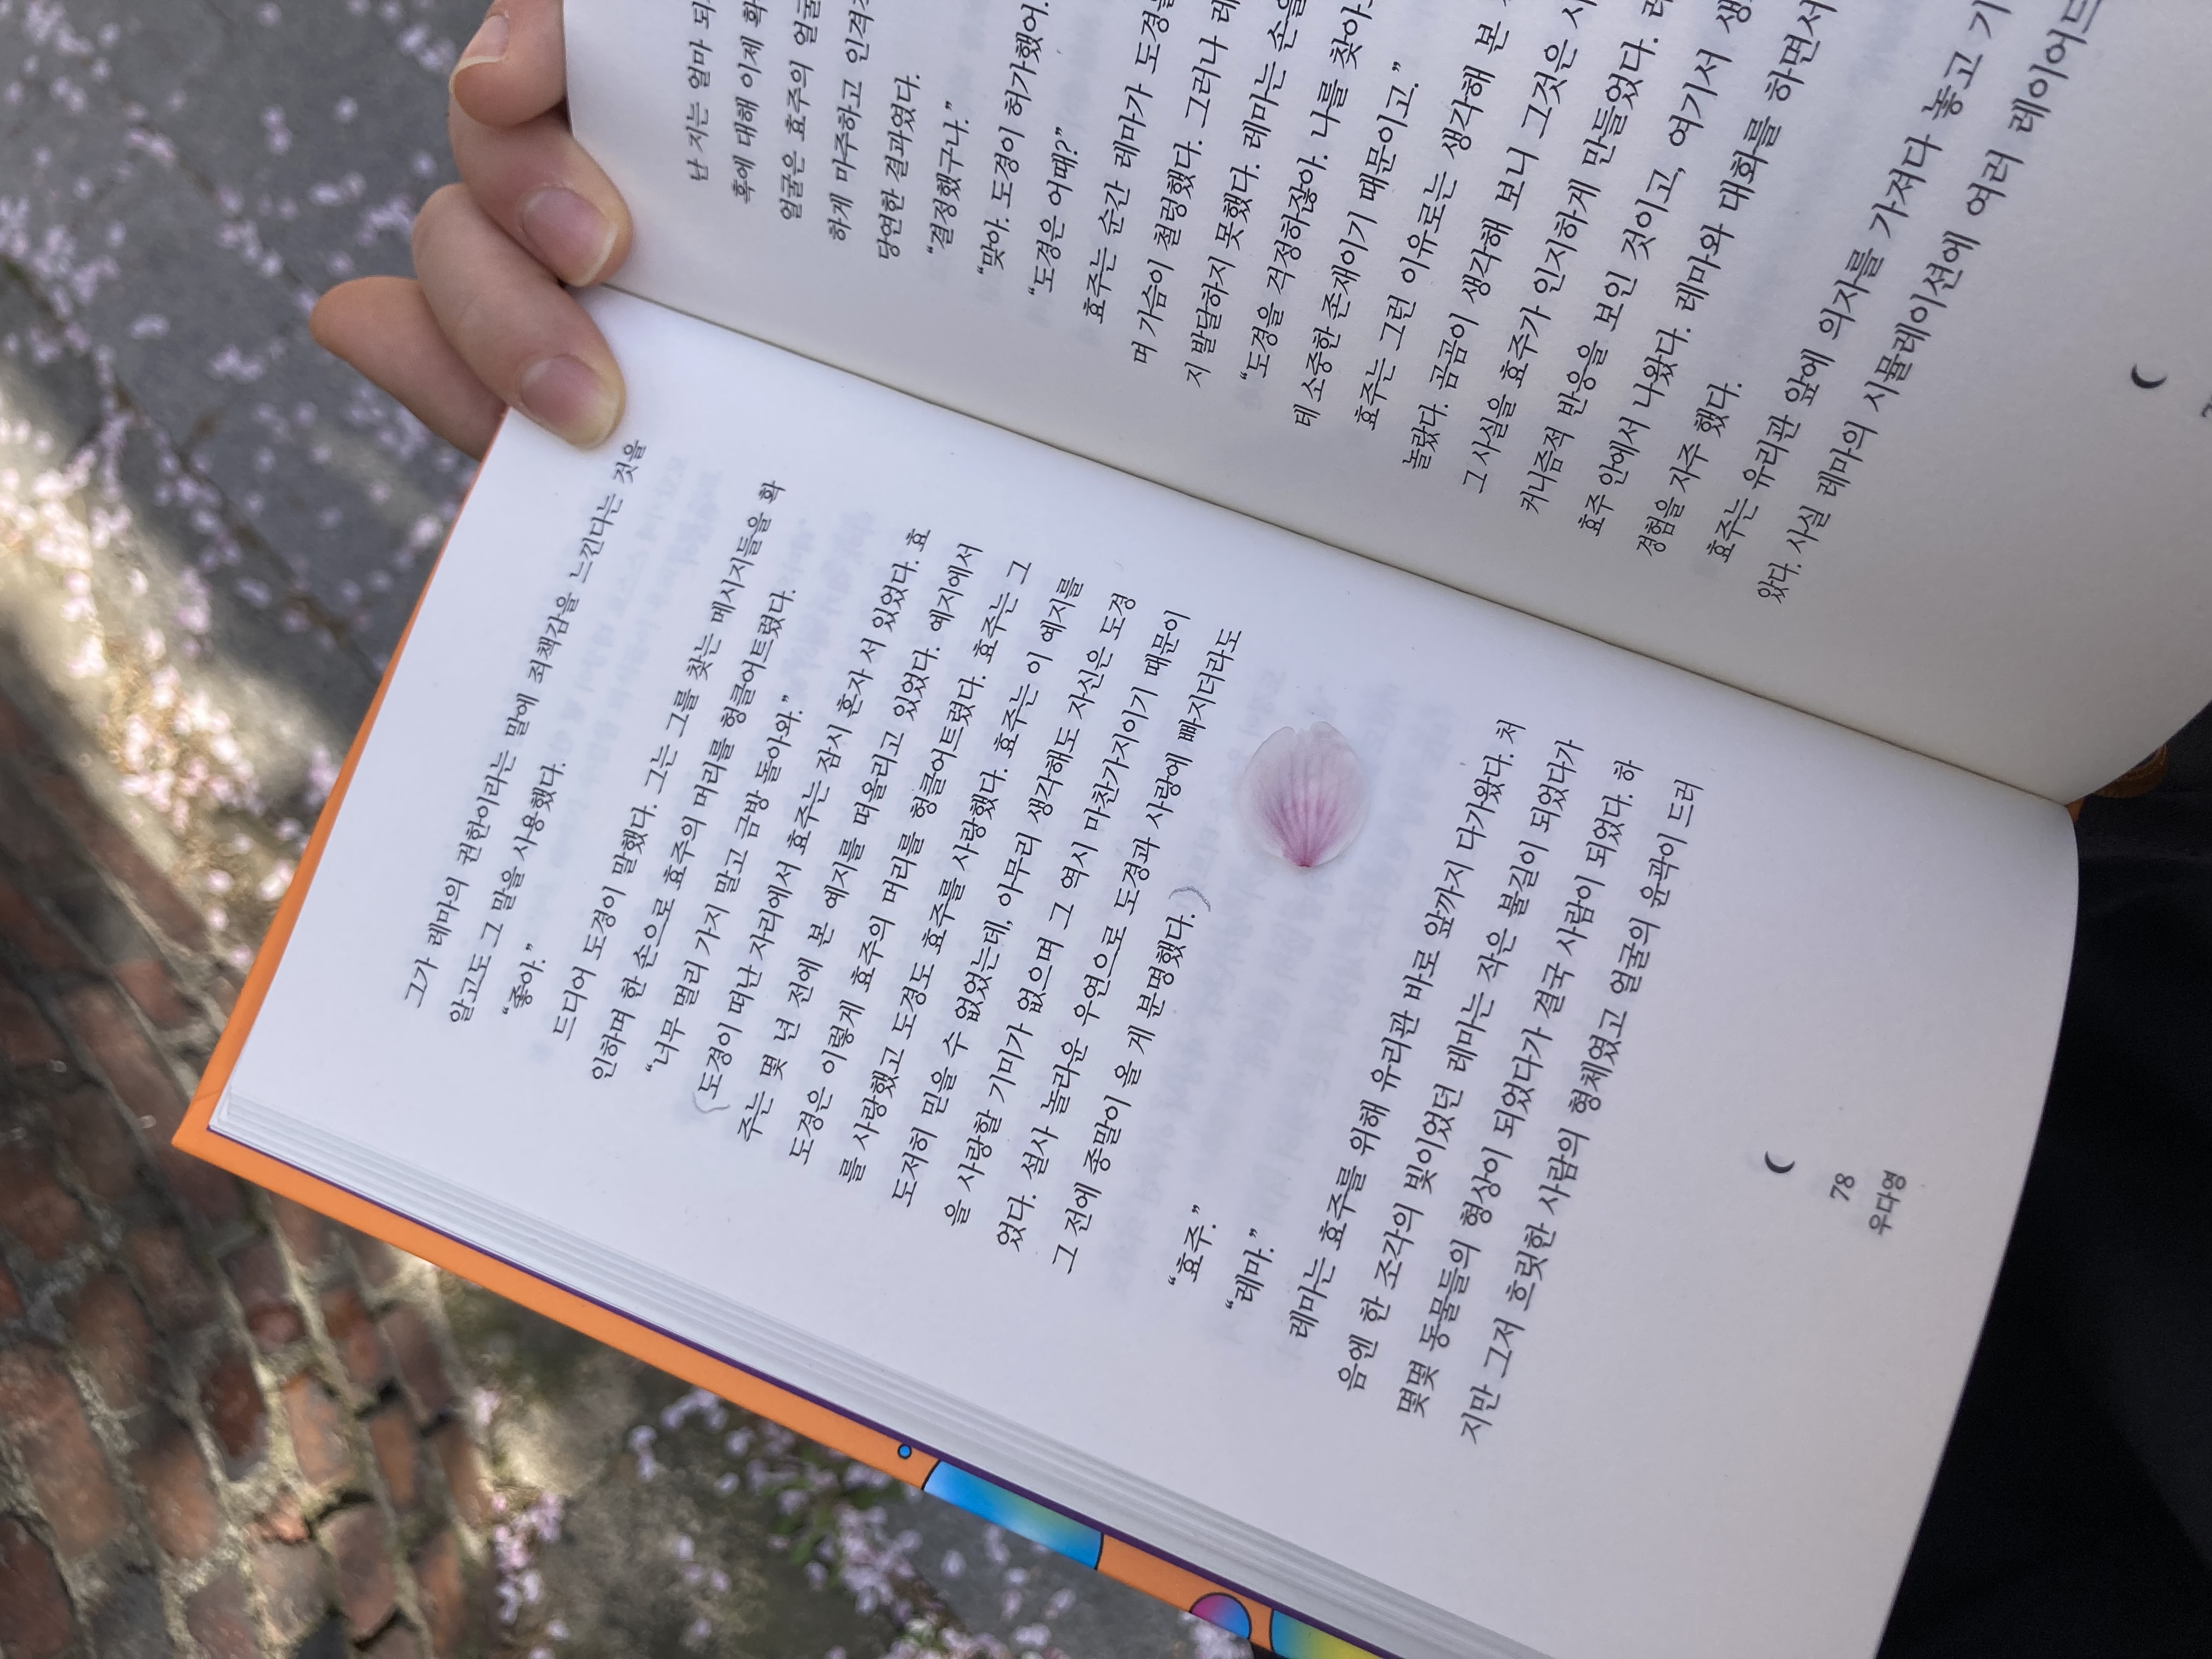 그가 레마의 권한이라는 말에 죄책감을 느낀다는 것을
알고도 그 말을 사용했다.
“좋아.”
드디어 도경이 말했다. 그는 그를 찾는 메시지들을 확
인하며 한 손으로 효주의 머리를 헝클어트렸다.
“너무 멀리 가지 말고 금방 돌아와.”
(도경이 떠난 자리에서 효주는 잠시 혼자 서 있었다. 효
주는 몇 년 전에 본 예지를 떠올리고 있었다. 예지에서
도경은 이렇게 효주의 머리를 헝클어트렸다. 효주는 그
를 사랑했고 도경도 효주를 사랑했다. 효주는 이 예지를
도저히 믿을 수 없었는데, 아무리 생각해도 자신은 도경
을 사랑할 기미가 없으며 그 역시 마찬가지이기 때문이
었다. 설사 놀라운 우연으로 도경과 사랑에 빠지더라도
그 전에 종말이 올 게 분명했다.)
“효주.”
“레마.”
레마는 효주를 위해 유리관 바로 앞까지 다가왔다. 처
음엔 한 조각의 빛이었던 레마는 작은 불길이 되었다가
몇몇 동물들의 형상이 되었다가 결국 사람이 되었다. 하
지만 그저 흐릿한 사람의 형체였고 얼굴의 윤곽이 드러
78
우다영
난 지는 얼마 되
혹에 대해 이제 확
얼굴은 효주의 얼굴
하게 마주하고 인격
당연한 결과였다.
“결정했구나.”
“맞아. 도경이 허가했어.
“도경은 어때?”
효주는 순간 레마가 도경을
며 가슴이 철렁했다. 그러나 레
지 발달하지 못했다. 레마는 손을
“도경을 걱정하잖아. 나를 찾아
테 소중한 존재이기 때문이고.”
효주는 그런 이유로는 생각해 본
놀랐다. 곰곰이 생각해 보니 그것은 시
그 사실을 효주가 인지하게 만들었다.
커니즘적 반응을 보인 것이고, 여기서 생
효주 안에서 나왔다. 레마와 대화를 하면서
경험을 자주 했다.
효주는 유리관 앞에 의자를 가져다 놓고 기
았다. 사실 레마의 시뮬레이션에 여러 레이어드